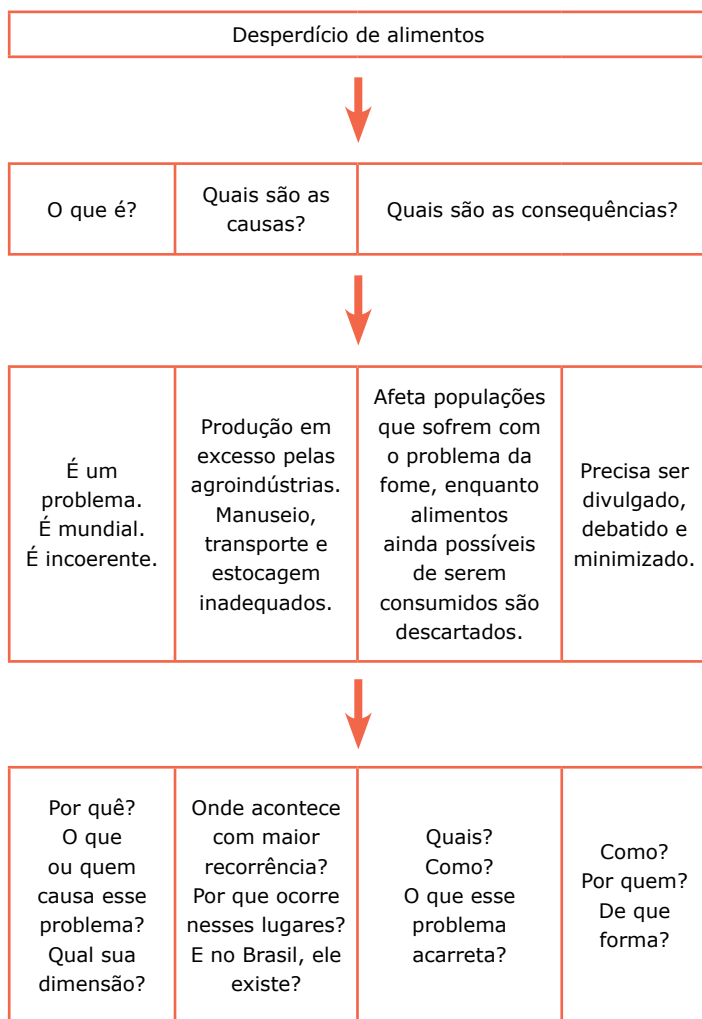 Desperdício de alimentos
O que é?
Quais são as
causas?
Quais são as consequências?
É um
problema.
É mundial.
É incoerente.
Produção em
excesso pelas
agroindústrias.
Manuseio,
transporte e
estocagem
inadequados.
Afeta populações
que sofrem com
o problema da
fome, enquanto
alimentos
ainda possíveis
de serem
consumidos são
descartados.
Precisa ser
divulgado,
debatido e
minimizado.
Por quê?
O que
ou quem
causa esse
problema?
Qual sua
dimensão?
Onde acontece
com maior
recorrência?
Por que ocorre
nesses lugares?
E no Brasil, ele
existe?
Quais?
Como?
O que esse
problema
acarreta?
Como?
Por quem?
De que
forma?